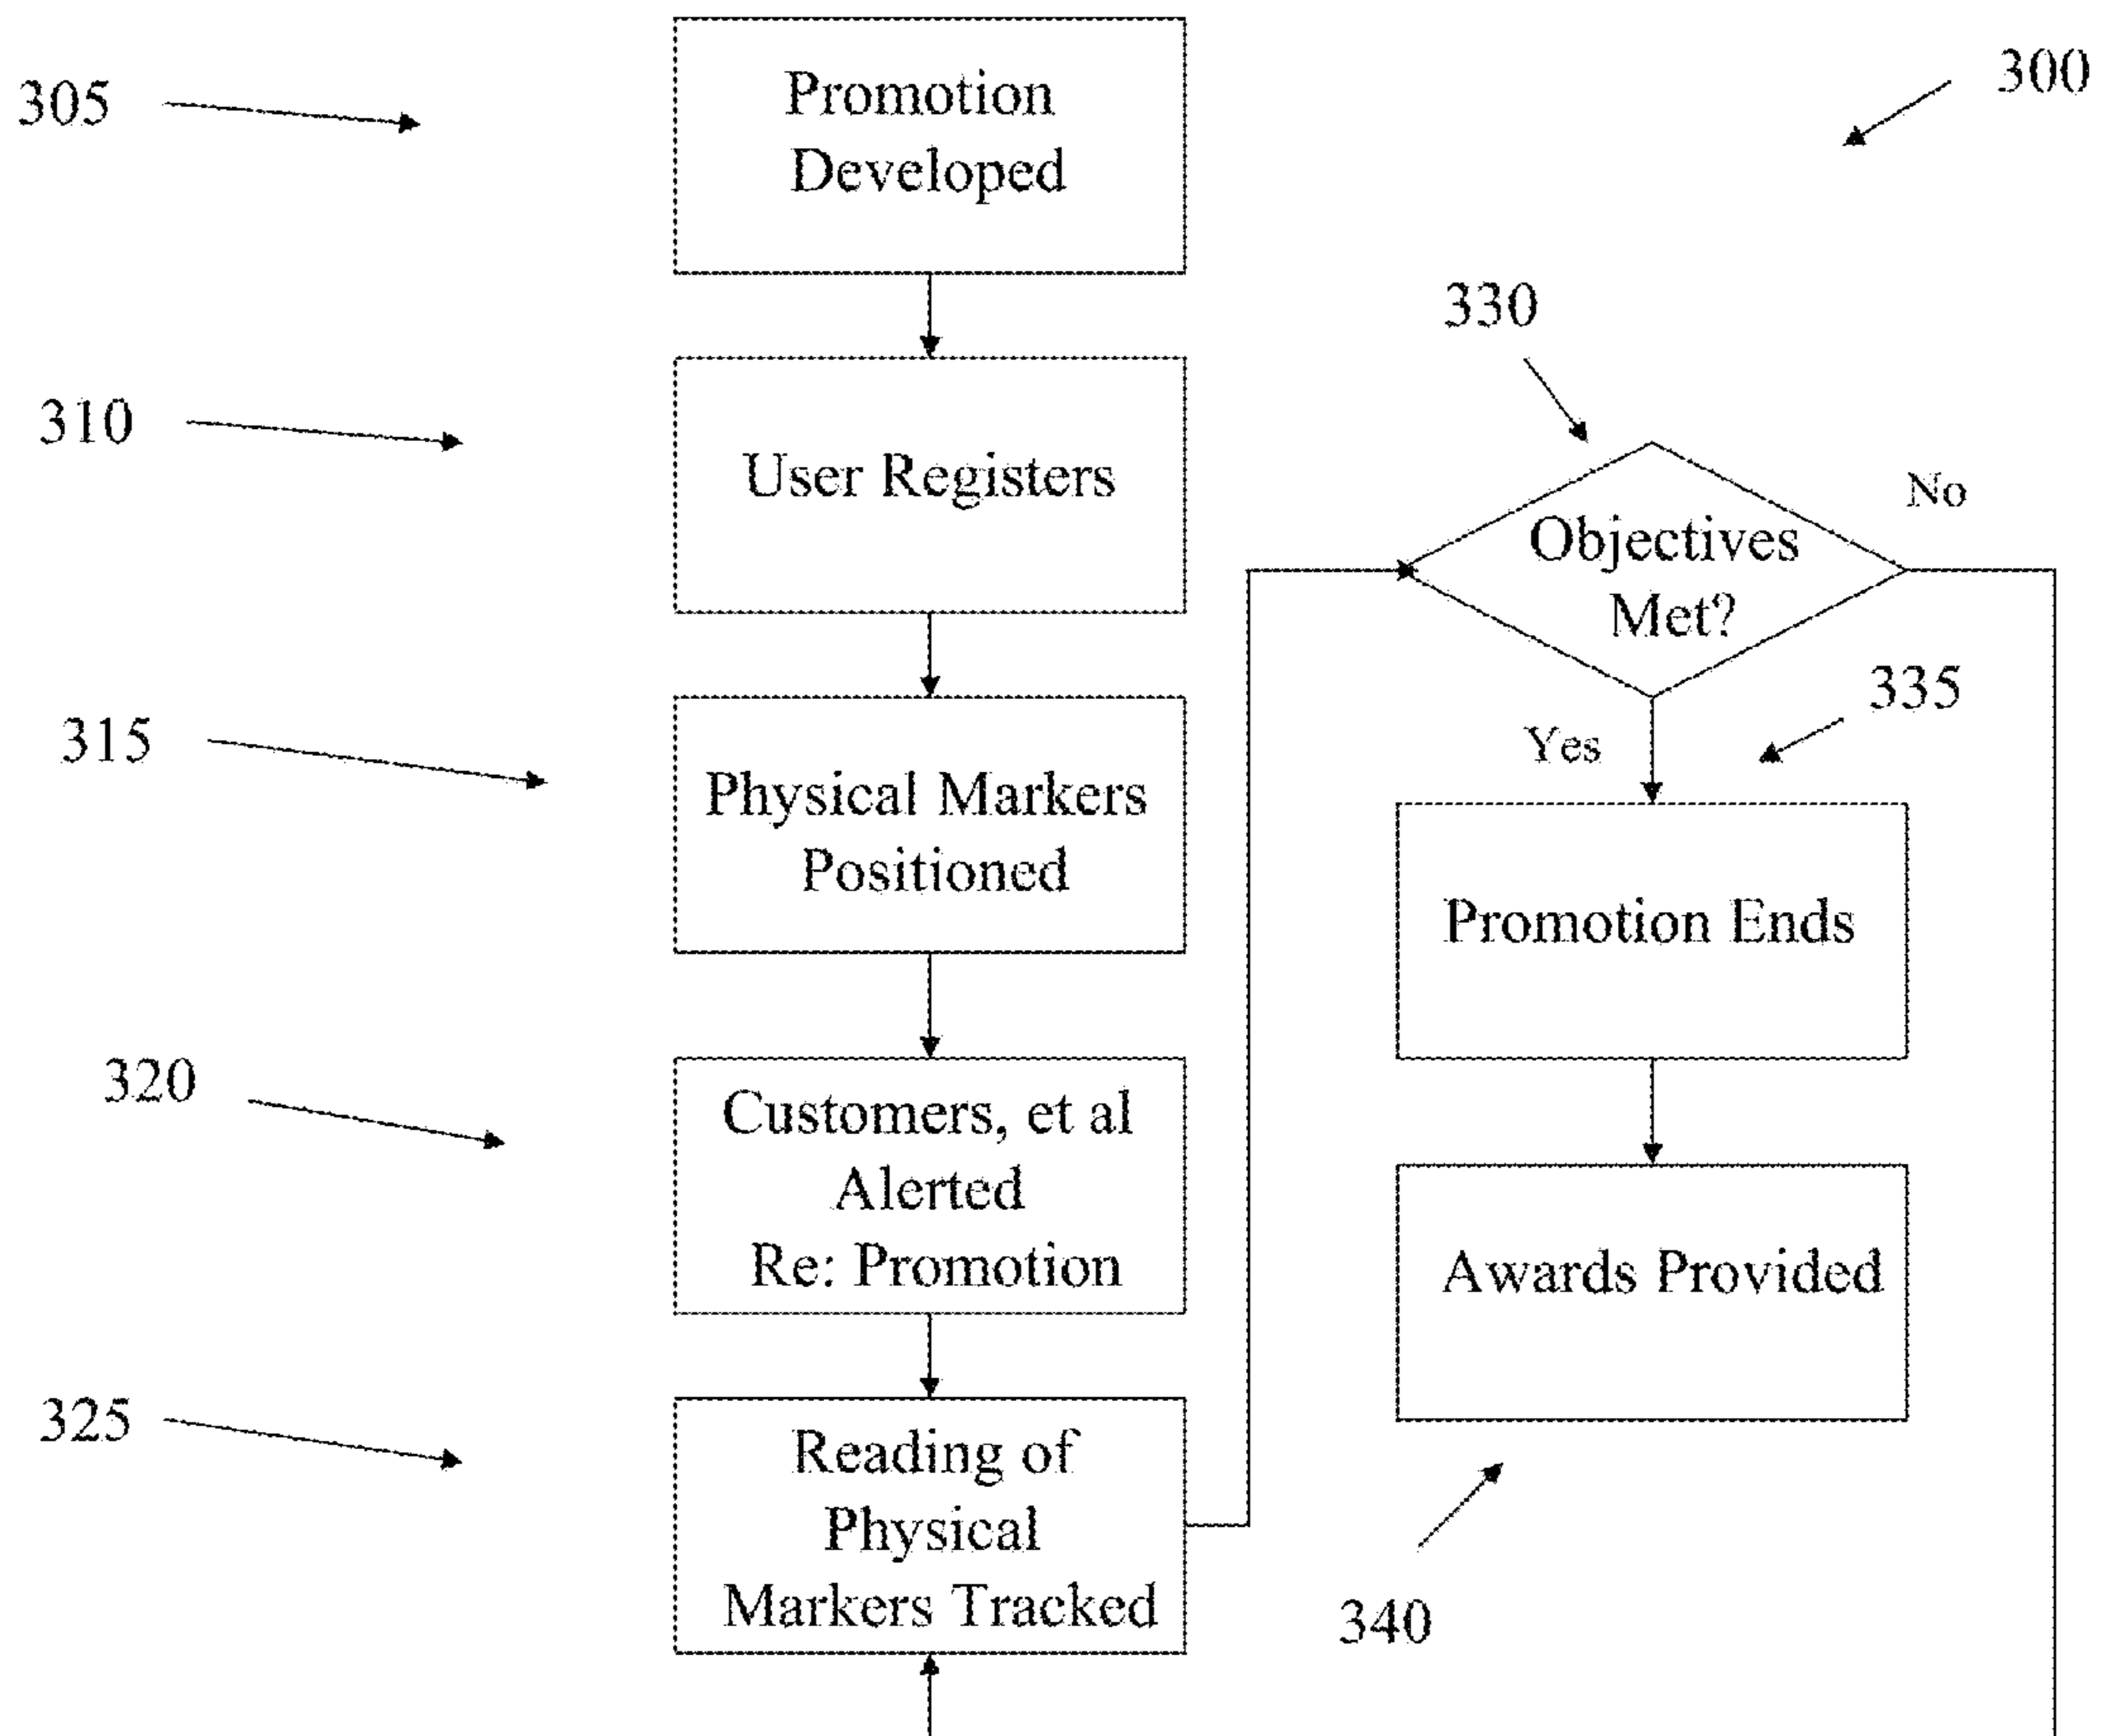 305
Promotion
Developed
300
310
User Registers
330
Objectives
Met?
No
315
Physical Markers
Positioned
Yes
335
Promotion Ends
320
Customers, et al
Alerted
Re: Promotion
Awards Provided
325
Reading of
Physical
Markers Tracked
340